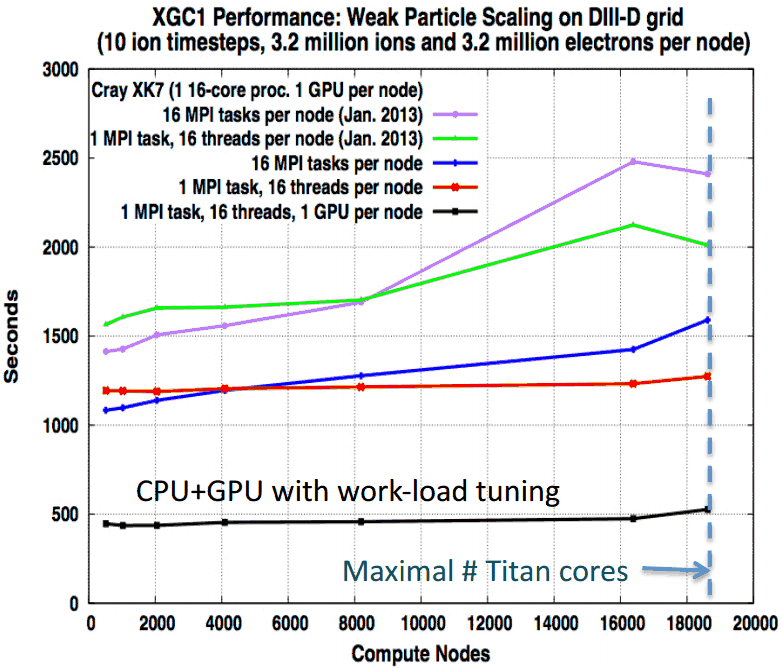 XGC1 Performance: Weak Particle Scaling on DIII-D grid
(10 ion timesteps, 3.2 million ions and 3.2 million electrons per node)
3000
2500
2000
1500
1000
500
0
Seconds
Cray XK7 (1 16-core proc. 1 GPU per node)
16 MPI tasks per node (Jan. 2013)
1 MPI task, 16 threads per node (Jan. 2013)
16 MPI tasks per node
1 MPI task, 16 threads per node
1 MPI task, 16 threads, 1 GPU per node
CPU+GPU with work-load tuning
Maximal # Titan cores
0 2000 4000 6000 8000 10000 12000 14000 16000 18000 20000
Compute Nodes